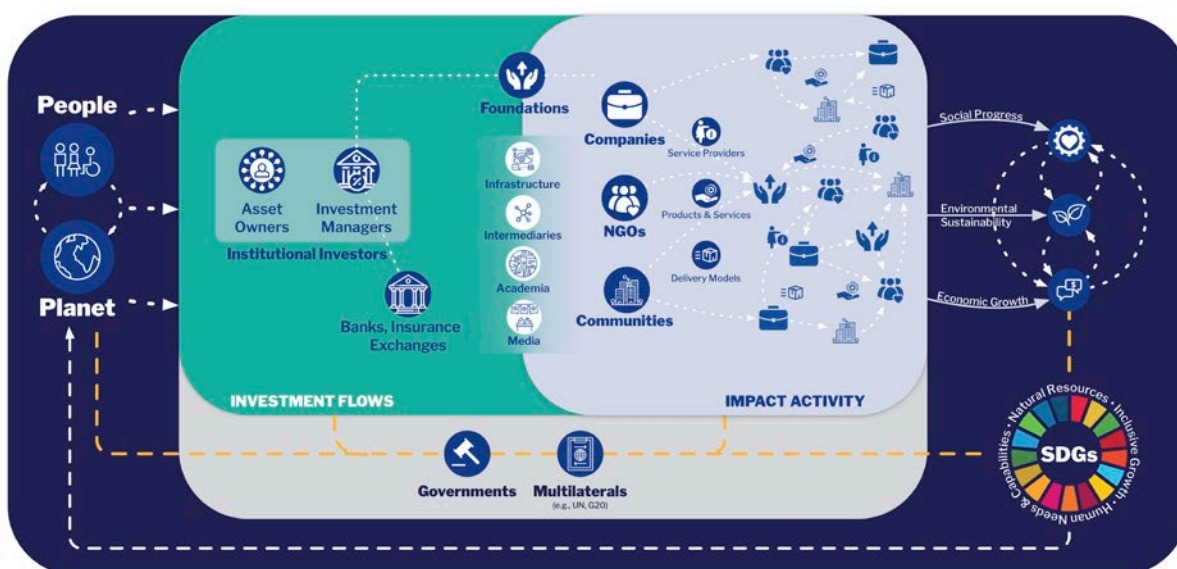 People
Planet
Foundations
Asset
Owners
Investment
Managers
Institutional Investors
Banks, Insurance
Exchanges
Infrastructure
Intermediaries
Academia
Media
Companies
NGOs
Communities
Service Providers
Products & Services
Delivery Models
INVESTMENT FLOWS
IMPACT ACTIVITY
Governments
Multilaterals
(e.g., UN, G20)
Social Progress
Environmental
Sustainability
Economic Growth
Natural Resources • Inclusive Growth • Human Needs & Capabilities •
SDGs